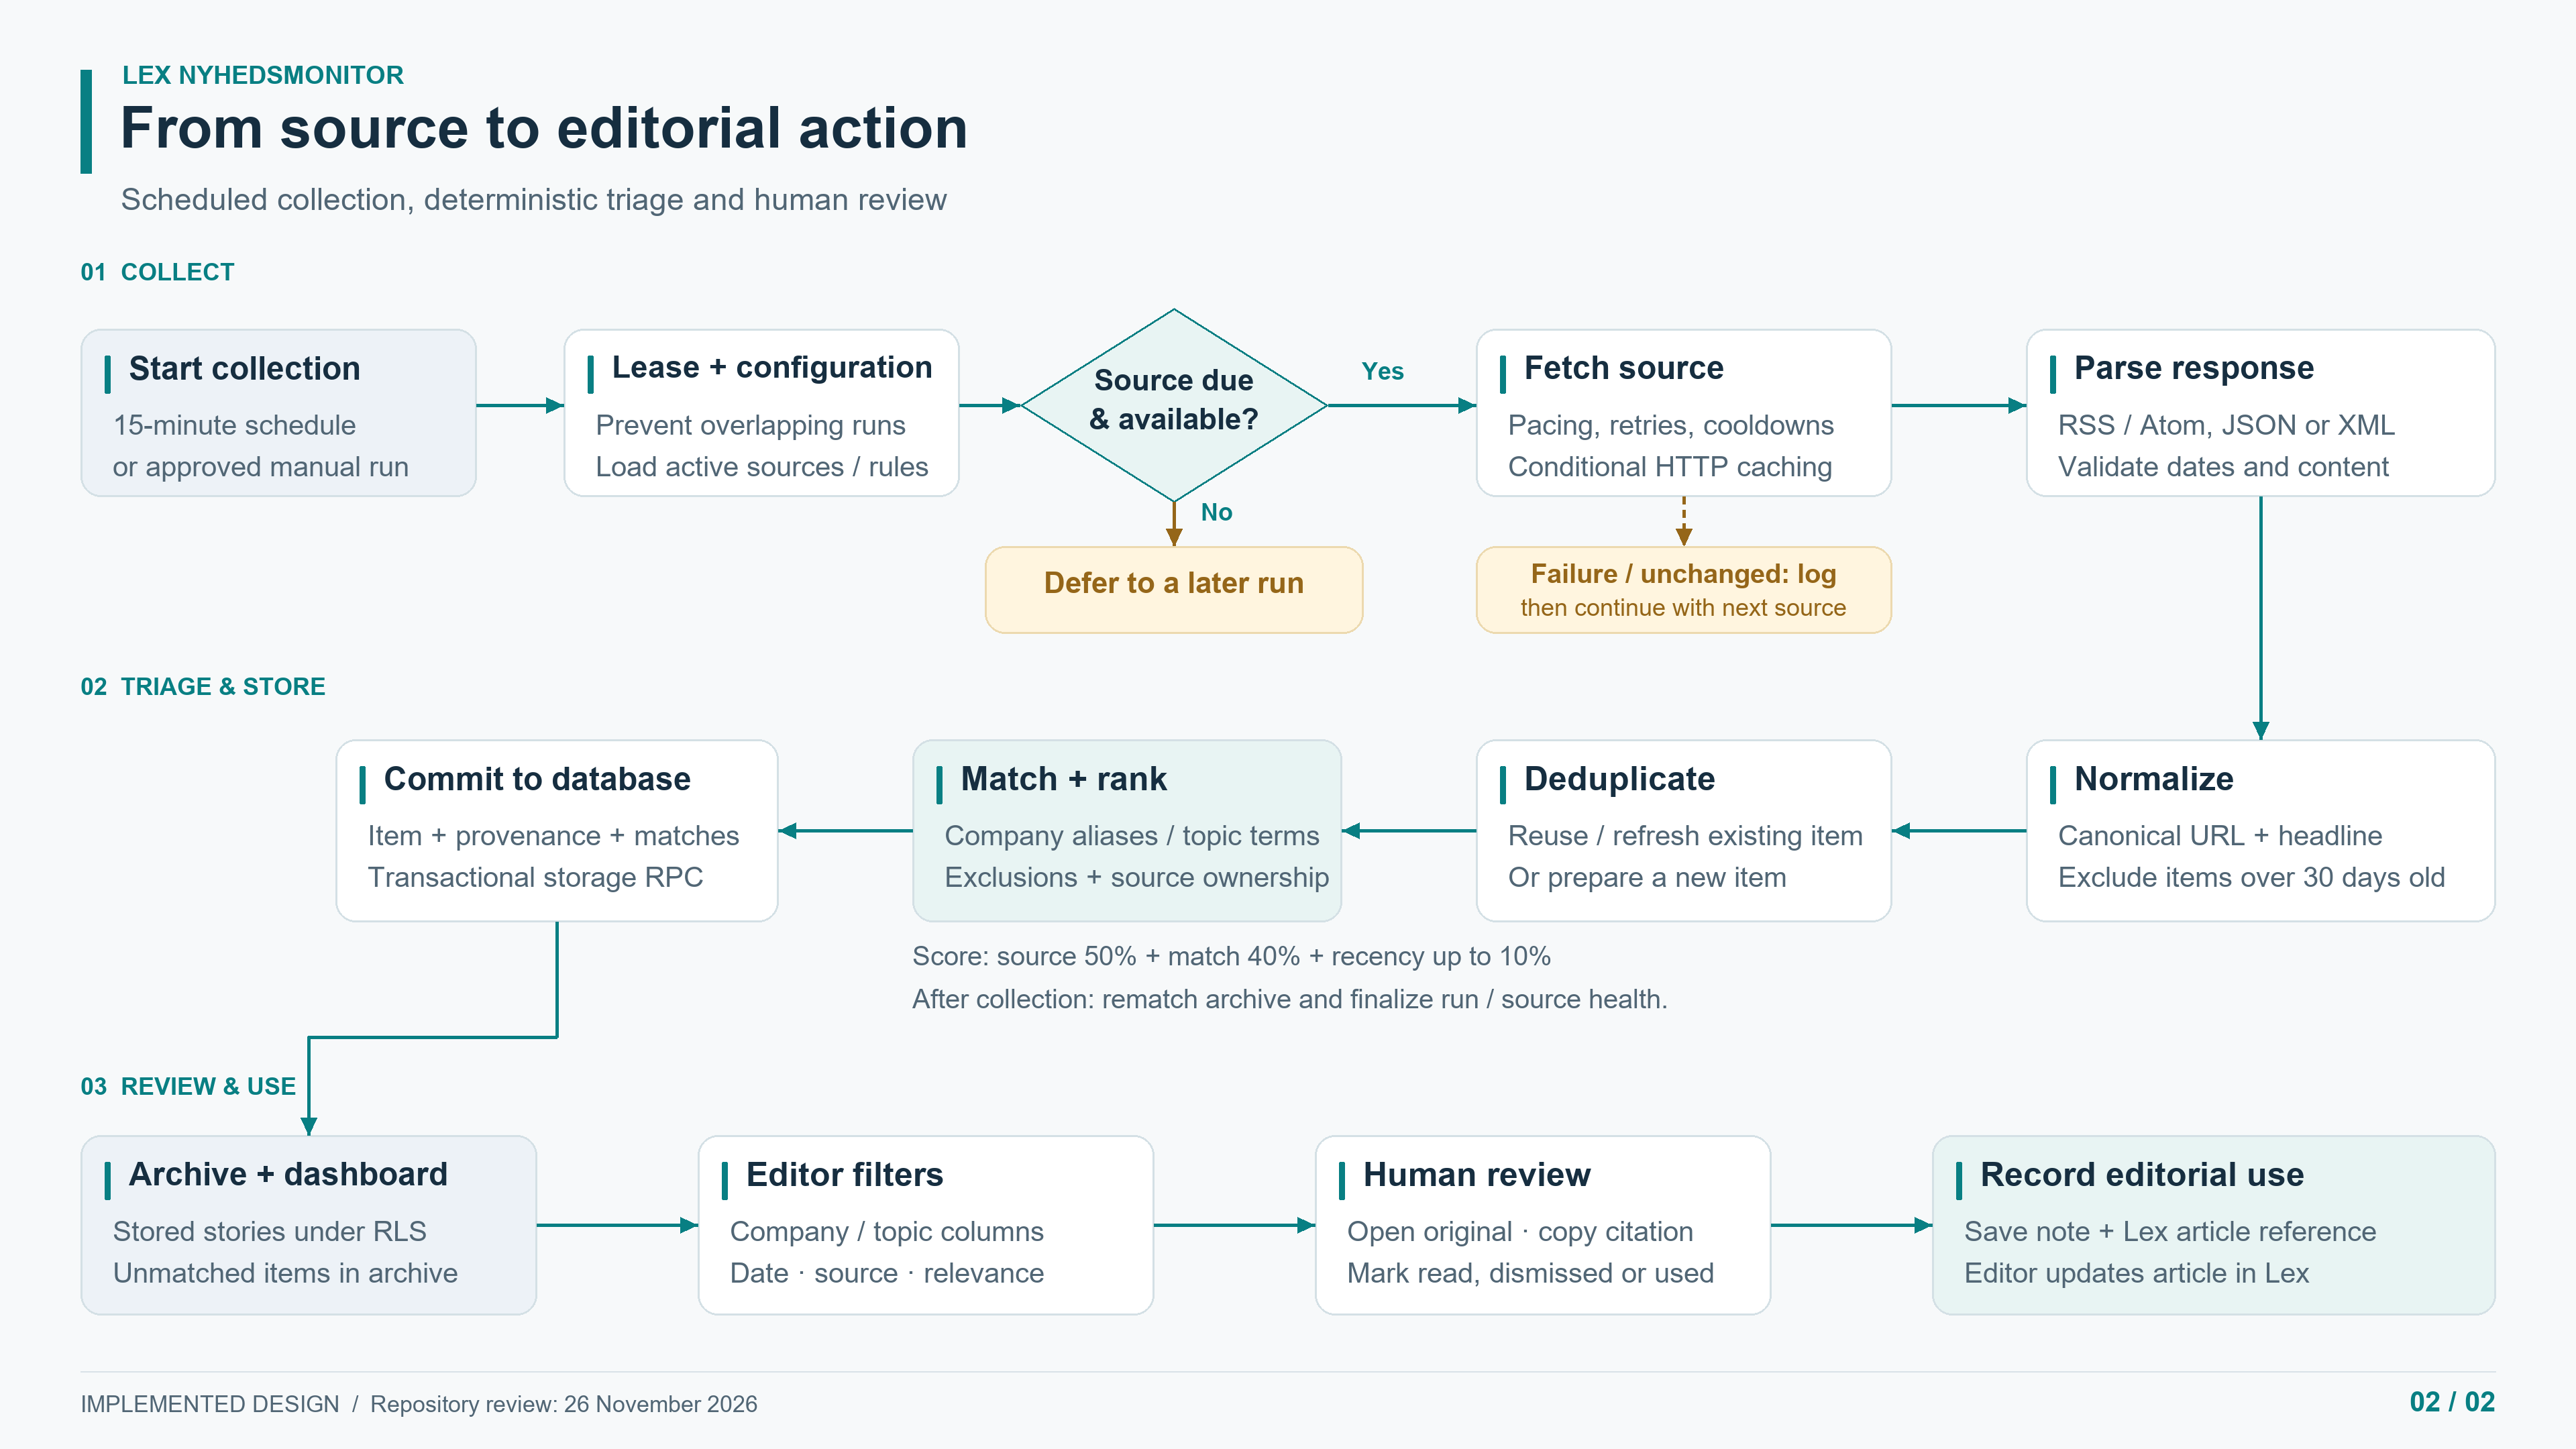 LEX NYHEDSMONITOR
From source to editorial action
Scheduled collection, deterministic triage and human review
01 COLLECT
Start collection
15-minute schedule
or approved manual run
Lease + configuration
Prevent overlapping runs
Load active sources / rules
Source due
& available?
Yes
No
Defer to a later run
Fetch source
Pacing, retries, cooldowns
Conditional HTTP caching
Failure / unchanged: log
then continue with next source
Parse response
RSS / Atom, JSON or XML
Validate dates and content
02 TRIAGE & STORE
Normalize
Canonical URL + headline
Exclude items over 30 days old
Deduplicate
Reuse / refresh existing item
Or prepare a new item
Match + rank
Company aliases / topic terms
Exclusions + source ownership
Score: source 50% + match 40% + recency up to 10%
After collection: rematch archive and finalize run / source health.
Commit to database
Item + provenance + matches
Transactional storage RPC
03 REVIEW & USE
Archive + dashboard
Stored stories under RLS
Unmatched items in archive
Editor filters
Company / topic columns
Date · source · relevance
Human review
Open original · copy citation
Mark read, dismissed or used
Record editorial use
Save note + Lex article reference
Editor updates article in Lex
IMPLEMENTED DESIGN / Repository review: 26 November 2026
02 / 02